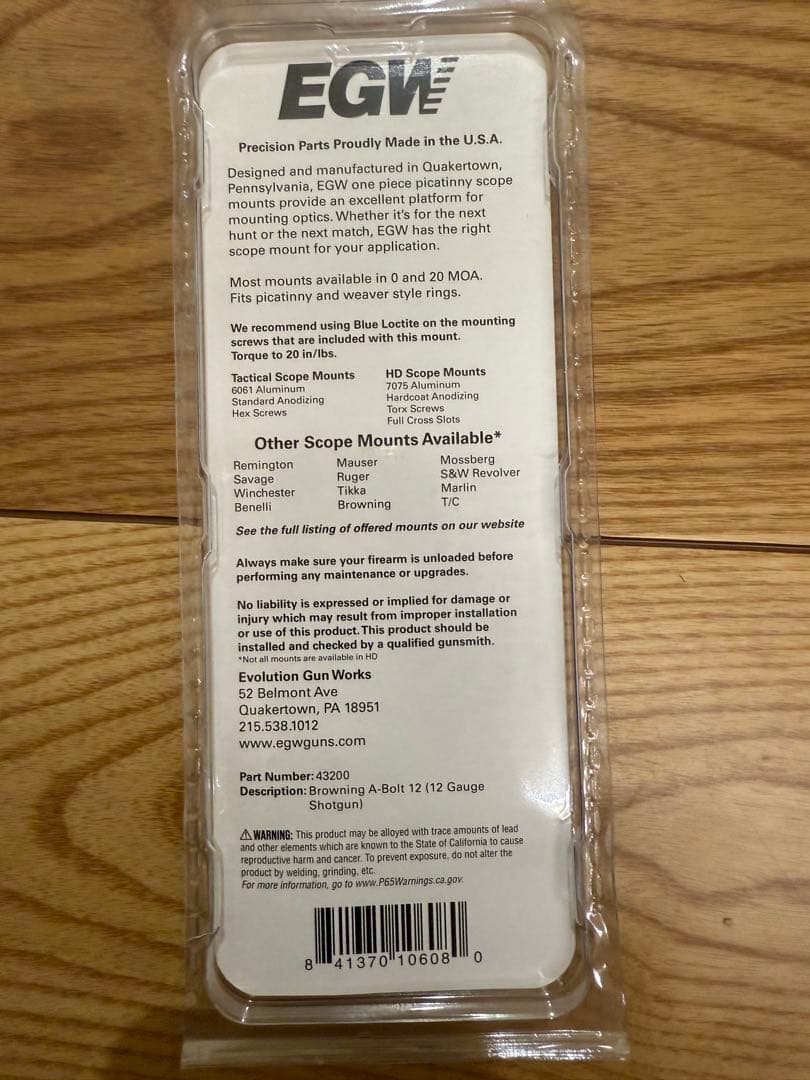 EGW
Precision Parts Proudly Made in the U.S.A.
Designed and manufactured in Quakertown,
Pennsylvania, EGW one piece picatinny scope
mounts provide an excellent platform for
mounting optics. Whether it's for the next
hunt or the next match, EGW has the right
scope mount for your application.
Most mounts available in 0 and 20 MOA.
Fits picatinny and weaver style rings.
We recommend using Blue Loctite on the mounting
screws that are included with this mount.
Torque to 20 in/lbs.
Tactical Scope Mounts
6061 Aluminum
Standard Anodizing
Hex Screws
HD Scope Mounts
7075 Aluminum
Hardcoat Anodizing
Torx Screws
Full Cross Slots
Other Scope Mounts Available*
Remington
Savage
Winchester
Benelli
Mauser
Ruger
Tikka
Browning
Mossberg
S&W Revolver
Marlin
T/C
See the full listing of offered mounts on our website
Always make sure your firearm is unloaded before
performing any maintenance or upgrades.
No liability is expressed or implied for damage or
injury which may result from improper installation
or use of this product. This product should be
installed and checked by a qualified gunsmith.
*Not all mounts are available in HD
Evolution Gun Works
52 Belmont Ave
Quakertown, PA 18951
215.538.1012
www.egwguns.com
Part Number: 43200
Description: Browning A-Bolt 12 (12 Gauge
Shotgun)
⚠ WARNING: This product may be alloyed with trace amounts of lead
and other elements which are known to the State of California to cause
reproductive harm and cancer. To prevent exposure, do not alter the
product by welding, grinding, etc.
For more information, go to www.P65Warnings.ca.gov.
8 41370 10608 0